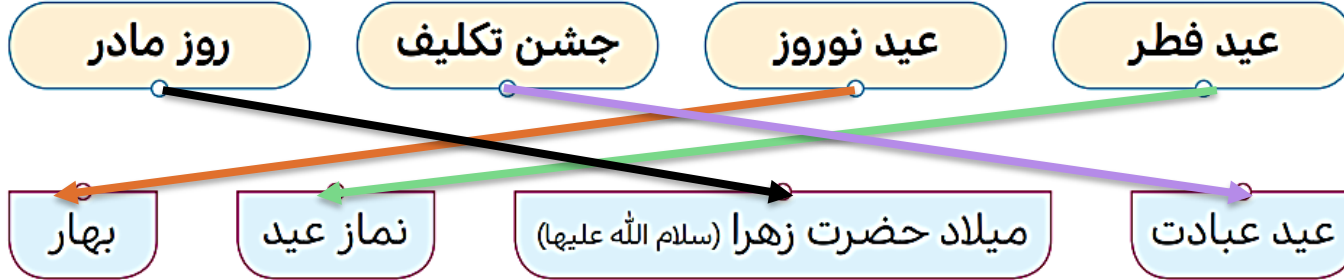 عید فطر
عید نوروز
جشن تکلیف
روز مادر
عید عبادت
میلاد حضرت زهرا (سلام الله علیها)
نماز عید
بهار